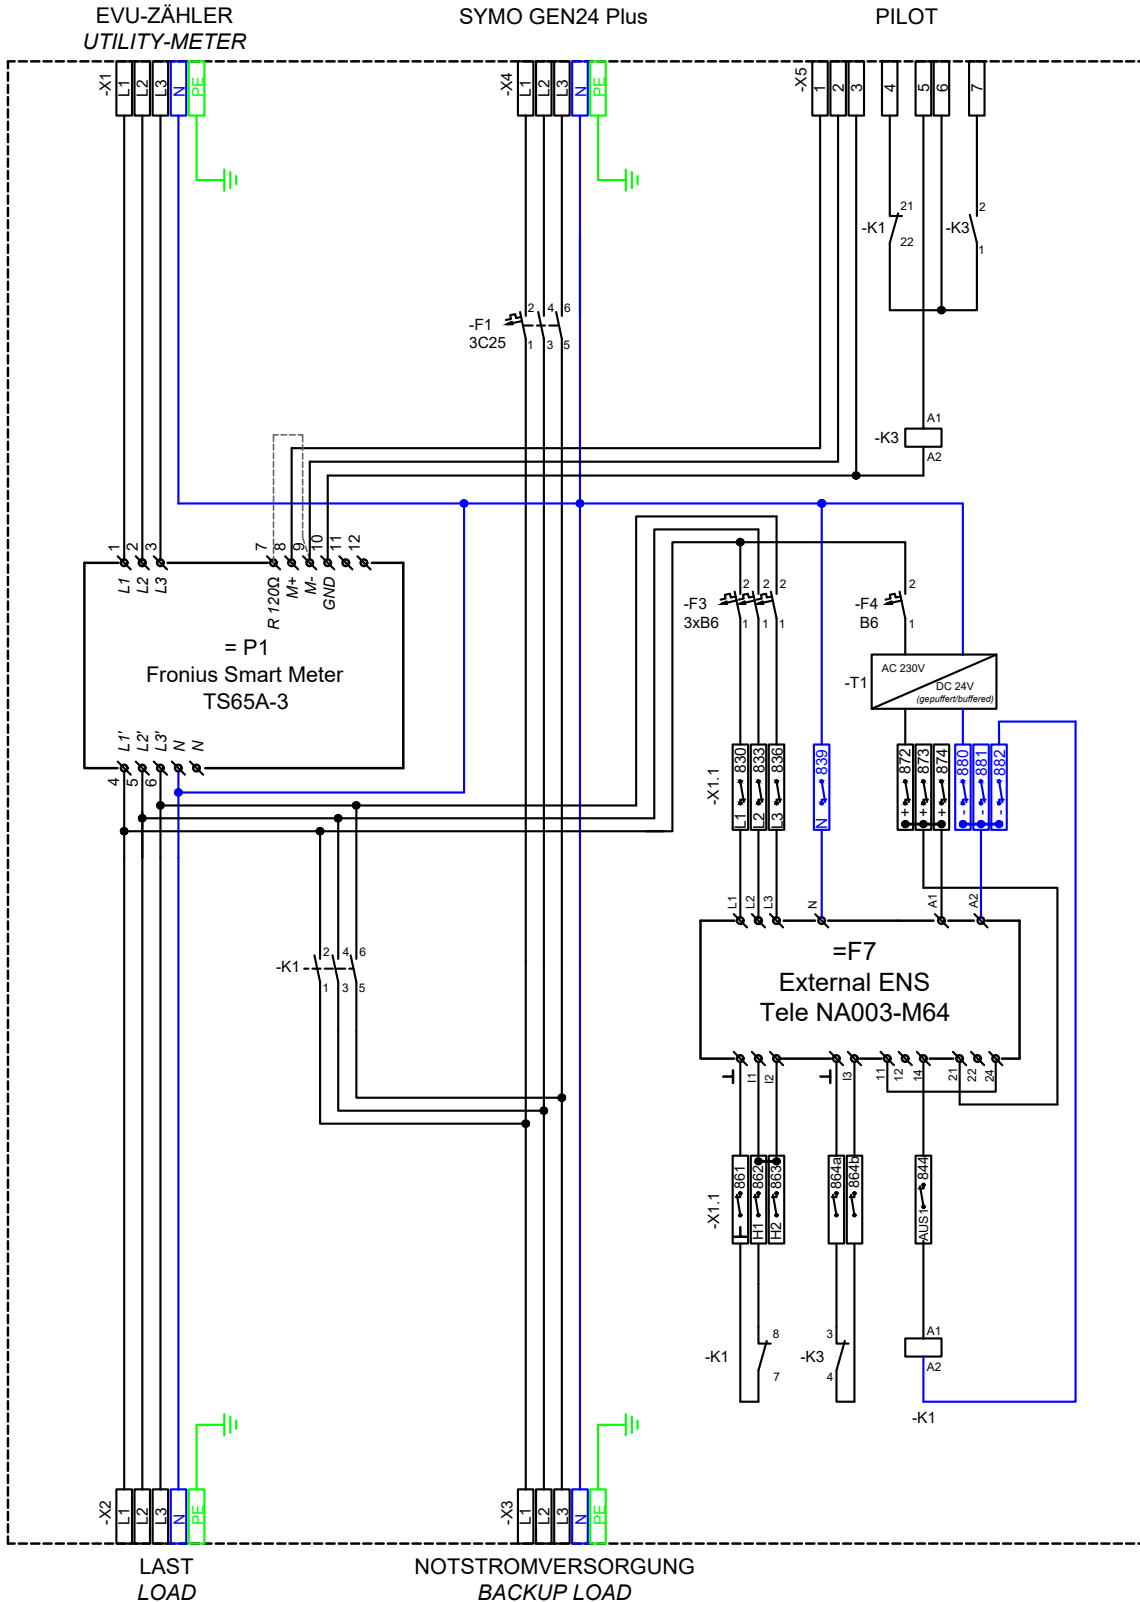 EVU-ZÄHLER
UTILITY-METER
SYMO GEN24 Plus
PILOT
-X1
L1
L2
L3
N
PE
-X4
L1
L2
L3
N
PE
-X5
1
2
3
4
5
6
7
-K1
21
22
-K3
2
1
-F1
3C25
2
4
6
1
3
5
-K3
A1
A2
1
2
3
7
8
9
10
11
12
L1
L2
L3
R 120Ω
M+
M-
GND
= P1
Fronius Smart Meter
TS65A-3
L1'
L2'
L3'
N
N
4
5
6
-F3
3xB6
2
2
2
1
1
1
-F4
B6
2
1
-T1
AC 230V
DC 24V
(gepuffert/buffered)
-X1.1
L1 830
L2 833
L3 836
N 839
+ 872
+ 873
+ 874
- 880
- 881
- 882
L1
L2
L3
N
A1
A2
=F7
External ENS
Tele NA003-M64
I1
I2
I3
11
12
14
21
22
24
-K1
2
4
6
1
3
5
-X1.1
861
H1 862
H2 863
864a
864b
AUS1 844
-K1
8
7
-K3
3
4
A1
A2
-K1
-X2
L1
L2
L3
N
PE
-X3
L1
L2
L3
N
PE
LAST
LOAD
NOTSTROMVERSORGUNG
BACKUP LOAD